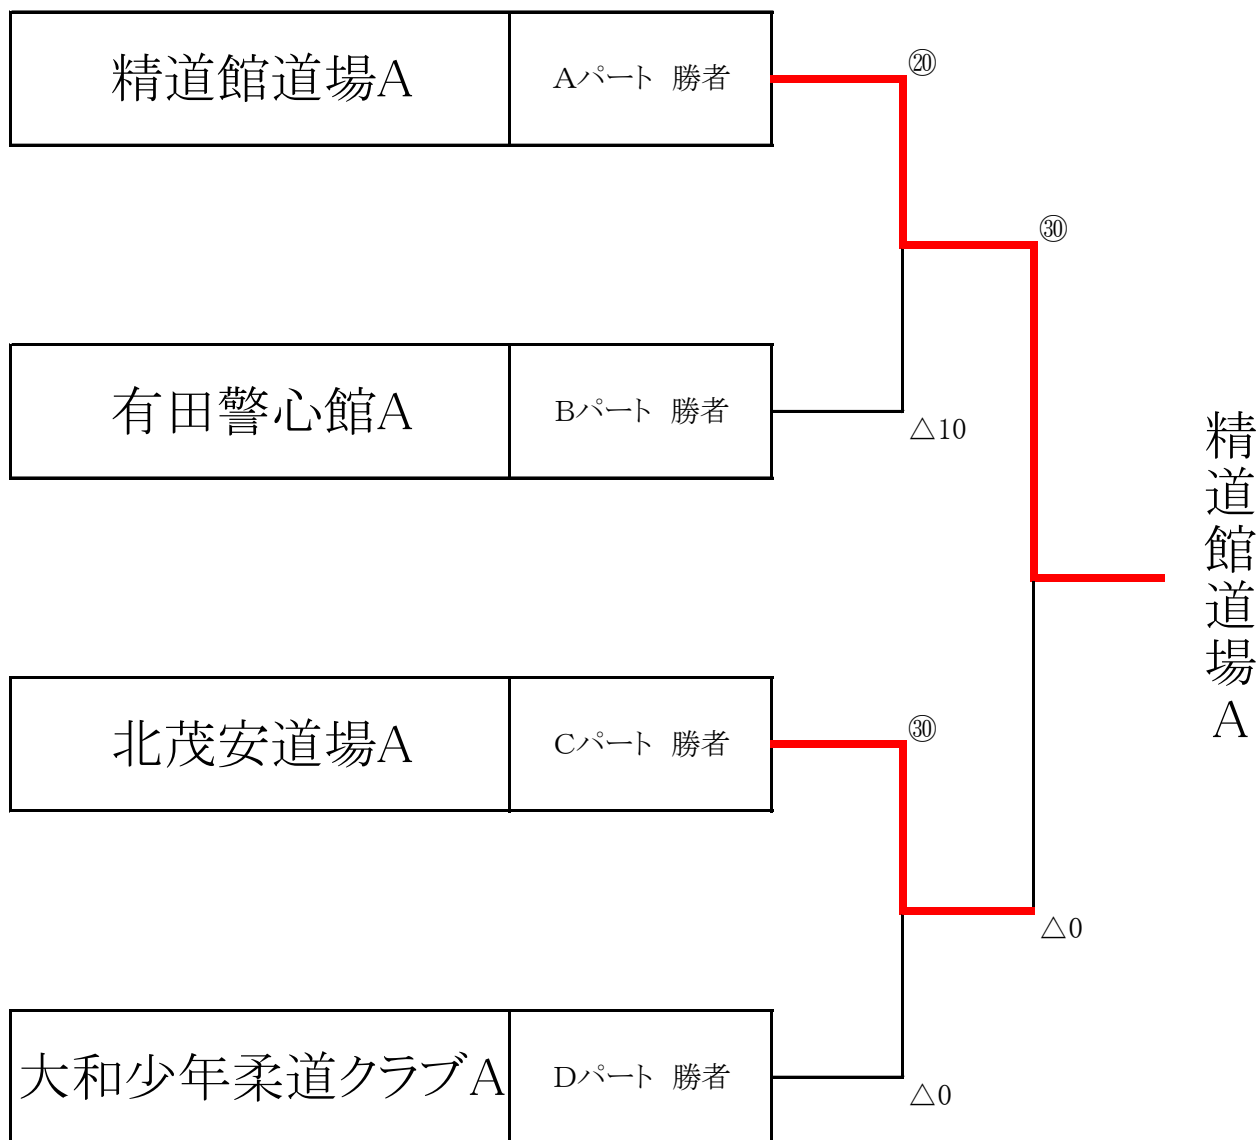 精道館道場A
Aパート 勝者
⑳
㉚
有田警心館A
Bパート 勝者
△10
精道館道場A
北茂安道場A
Cパート 勝者
㉚
△0
大和少年柔道クラブA
Dパート 勝者
△0